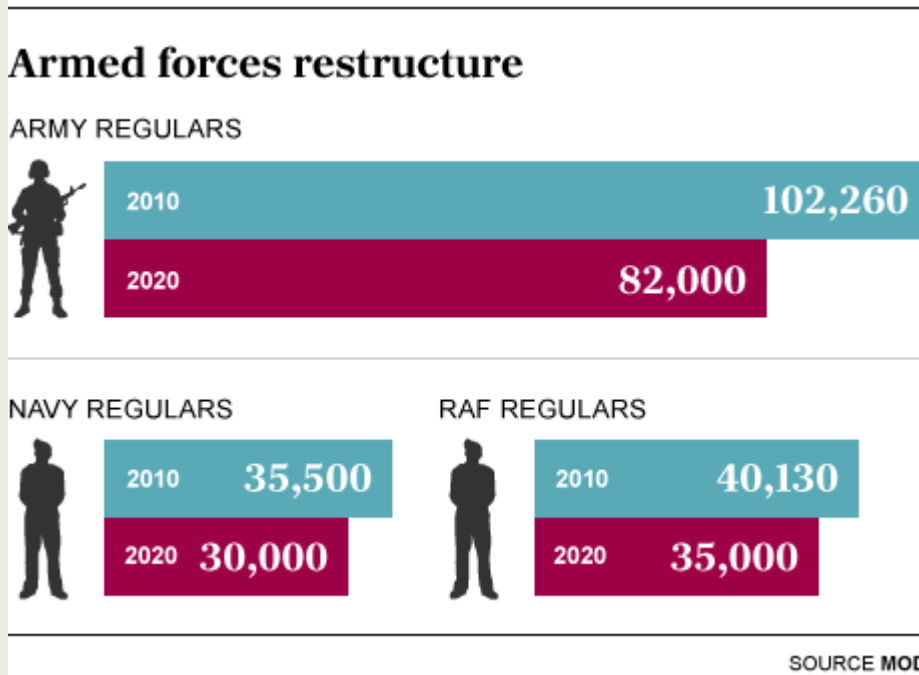 Armed forces restructure
ARMY REGULARS
2010 102,260
2020 82,000
NAVY REGULARS
2010 35,500
2020 30,000
RAF REGULARS
2010 40,130
2020 35,000
SOURCE MOD